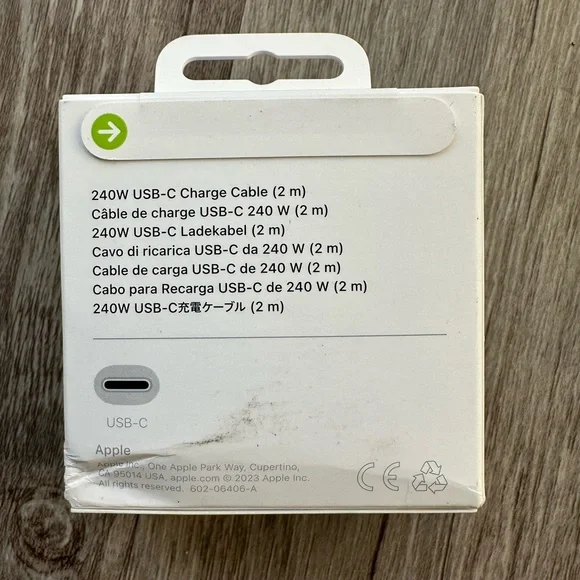 240W USB-C Charge Cable (2 m)
Câble de charge USB-C 240 W (2 m)
240W USB-C Ladekabel (2 m)
Cavo di ricarica USB-C da 240 W (2 m)
Cable de carga USB-C de 240 W (2 m)
Cabo para Recarga USB-C de 240 W (2 m)
240W USB-C充電ケーブル (2 m)
USB-C
Apple
Apple Inc., One Apple Park Way, Cupertino,
CA 95014 USA, apple.com © 2023 Apple Inc.
All rights reserved. 602-06406-A
CE